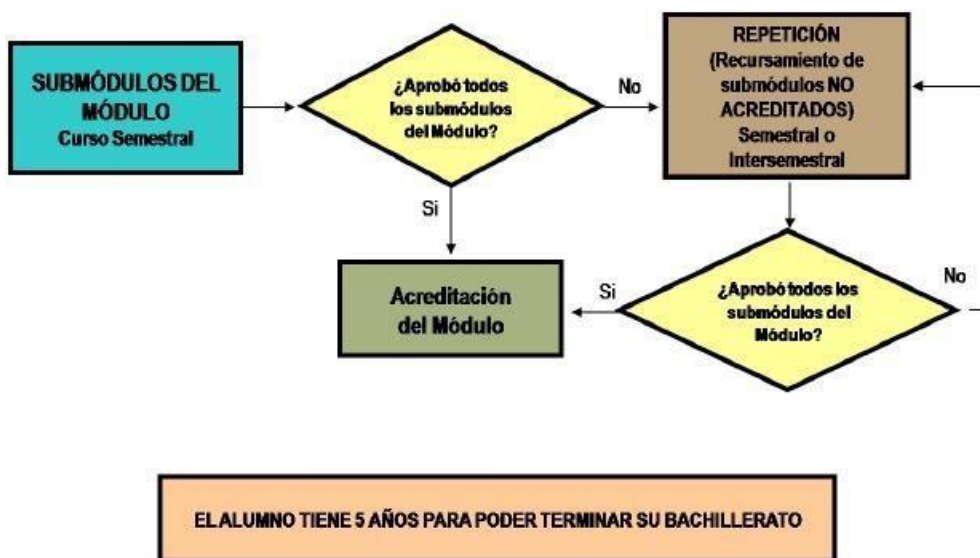 SUBMÓDULOS DEL
MÓDULO
Curso Semestral
¿Aprobó todos
los submódulos
del Módulo?
No
REPETICIÓN
(Recursamiento de
submódulos NO
ACREDITADOS)
Semestral o
Intersemestral
Si
Acreditación
del Módulo
Si
¿Aprobó todos los
submódulos del
Módulo?
No
EL ALUMNO TIENE 5 AÑOS PARA PODER TERMINAR SU BACHILLERATO